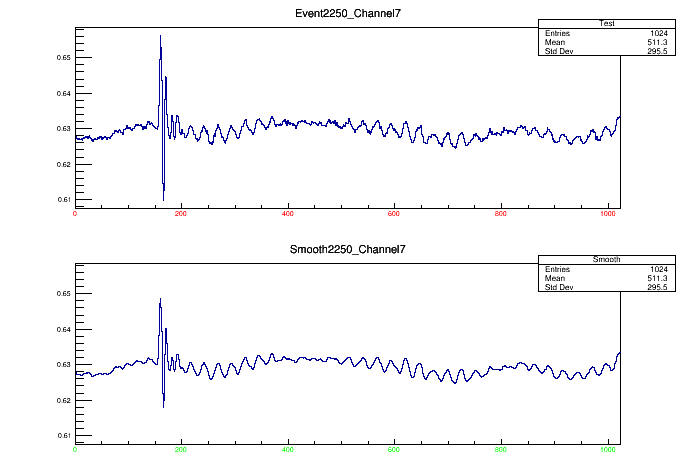 Event2250_Channel7
Test
Entries 1024
Mean 511.3
Std Dev 295.5
0.65
0.64
0.63
0.62
0.61
0 200 400 600 800 1000
Smooth2250_Channel7
Smooth
Entries 1024
Mean 511.3
Std Dev 295.5
0.65
0.64
0.63
0.62
0.61
0 200 400 600 800 1000